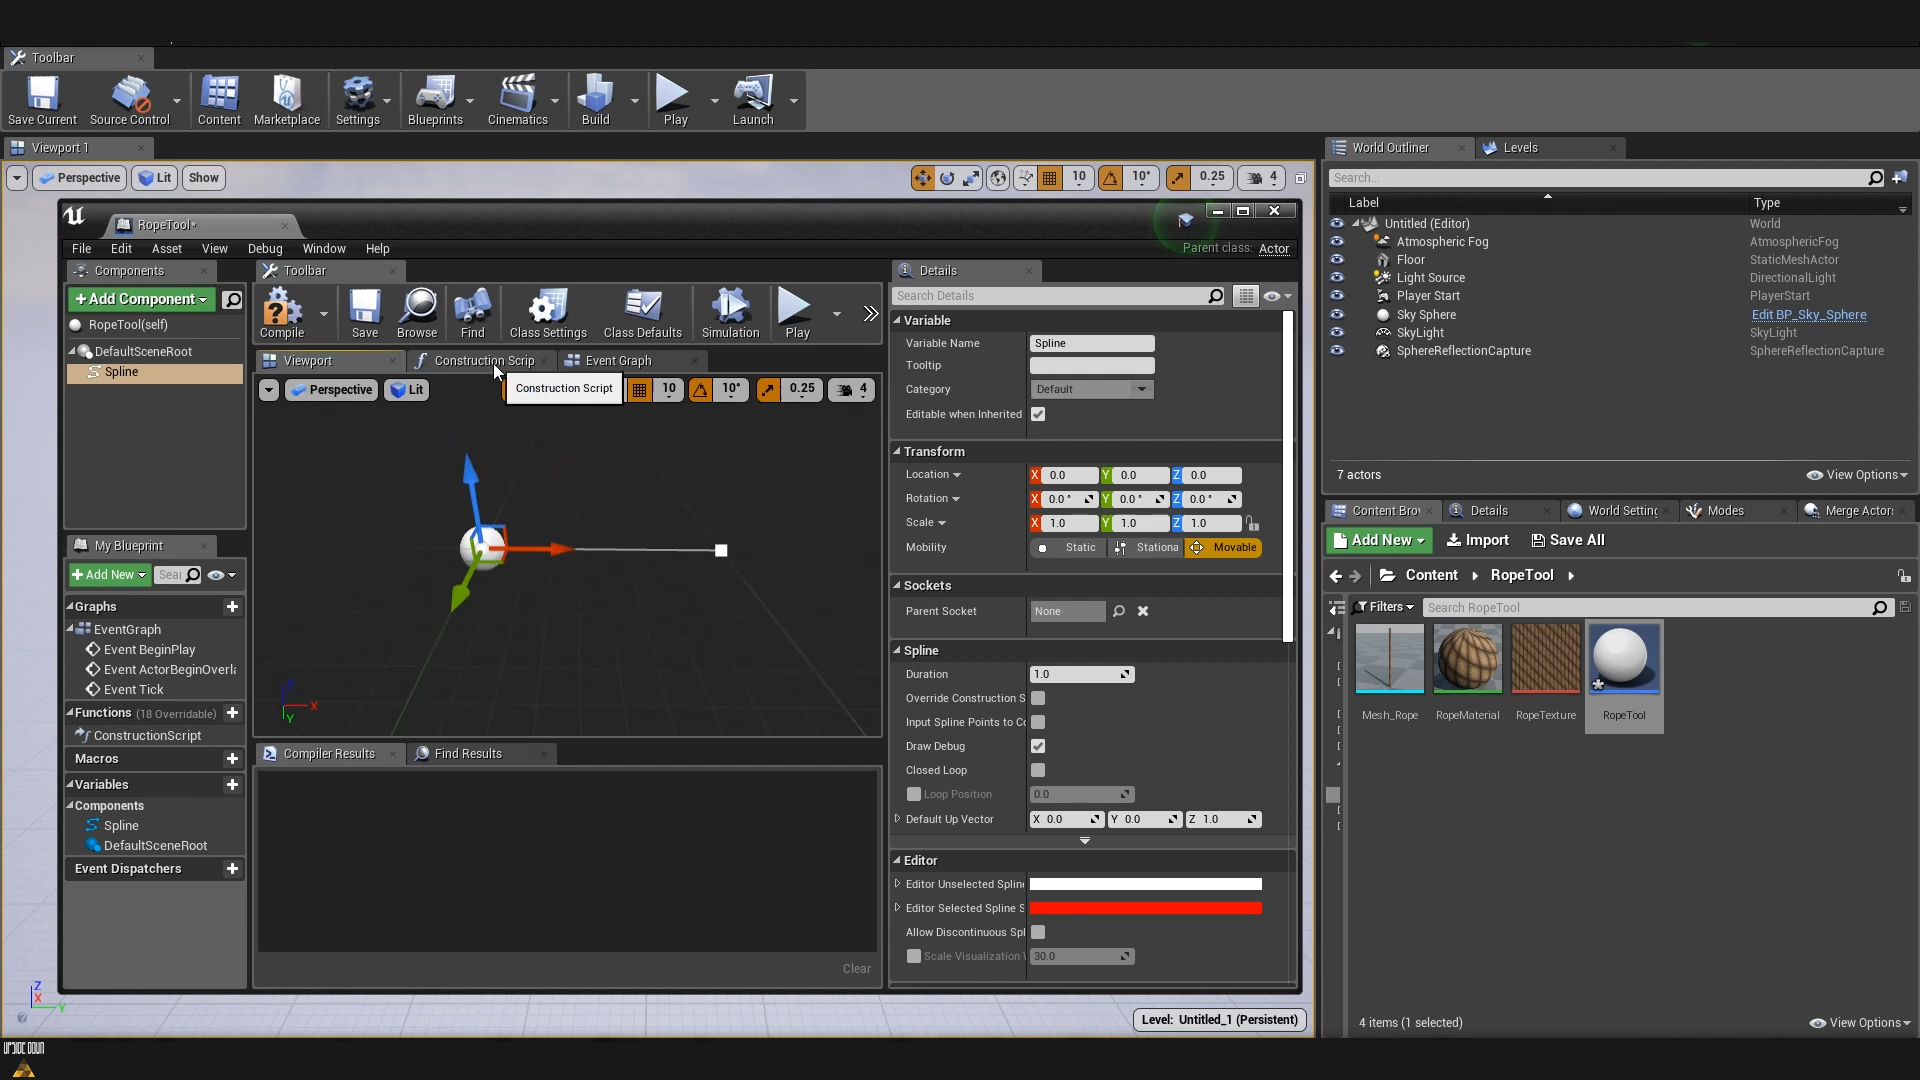 Toolbar
Save Current
Source Control
Content
Marketplace
Settings
Blueprints
Cinematics
Build
Play
Launch
Viewport 1
Perspective
Lit
Show
10
10°
0.25
4
RopeTool*
File
Edit
Asset
View
Debug
Window
Help
Parent class: Actor
Components
+ Add Component
RopeTool(self)
DefaultSceneRoot
Spline
My Blueprint
+ Add New
Sear
Graphs
EventGraph
Event BeginPlay
Event ActorBeginOverla
Event Tick
Functions (18 Overridable)
ConstructionScript
Macros
Variables
Components
Spline
DefaultSceneRoot
Event Dispatchers
Toolbar
Compile
Save
Browse
Find
Class Settings
Class Defaults
Simulation
Play
Viewport
Construction Scrip
Event Graph
Perspective
Lit
Construction Script
10
10°
0.25
4
Z
X
Y
Compiler Results
Find Results
Clear
Details
Search Details
Variable
Variable Name
Spline
Tooltip
Category
Default
Editable when Inherited
Transform
Location
X 0.0 Y 0.0 Z 0.0
Rotation
X 0.0 ° Y 0.0 ° Z 0.0 °
Scale
X 1.0 Y 1.0 Z 1.0
Mobility
Static
Stationa
Movable
Sockets
Parent Socket
None
Spline
Duration
1.0
Override Construction S
Input Spline Points to Co
Draw Debug
Closed Loop
Loop Position
0.0
Default Up Vector
X 0.0 Y 0.0 Z 1.0
Editor
Editor Unselected Spline
Editor Selected Spline S
Allow Discontinuous Spl
Scale Visualization
30.0
Z
X
Y
Level: Untitled_1 (Persistent)
World Outliner
Levels
Search...
Label
Type
Untitled (Editor)
World
Atmospheric Fog
AtmosphericFog
Floor
StaticMeshActor
Light Source
DirectionalLight
Player Start
PlayerStart
Sky Sphere
Edit BP_Sky_Sphere
SkyLight
SkyLight
SphereReflectionCapture
SphereReflectionCapture
7 actors
View Options
Content Bro
Details
World Setting
Modes
Merge Actors
Add New
Import
Save All
Content
RopeTool
Filters
Search RopeTool
Mesh_Rope
RopeMaterial
RopeTexture
RopeTool
4 items (1 selected)
View Options
UPSIDE DOWN